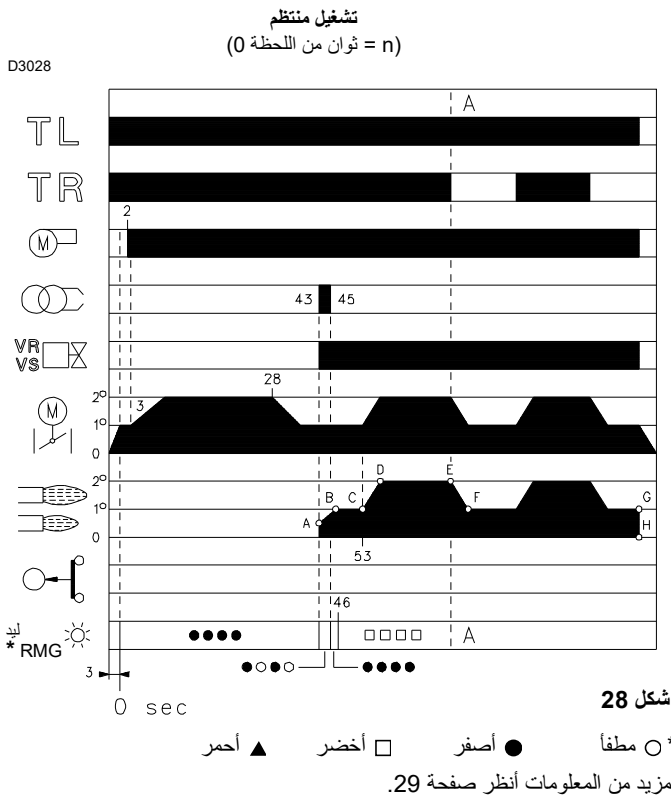 تشغيل منتظم
(n = ثوان من اللحظة 0)
D3028
A
TL
TR
2
M
43 45
VR
VS
28
M
2º
3
1º
0
2º
D E
1º
B C F G
A
H
0
53
46
ليد
* RMG
A
3
0 sec
شكل 28
* ○ مطفأ ● أصفر □ أخضر ▲ أحمر
مزيد من المعلومات أنظر صفحة 29.